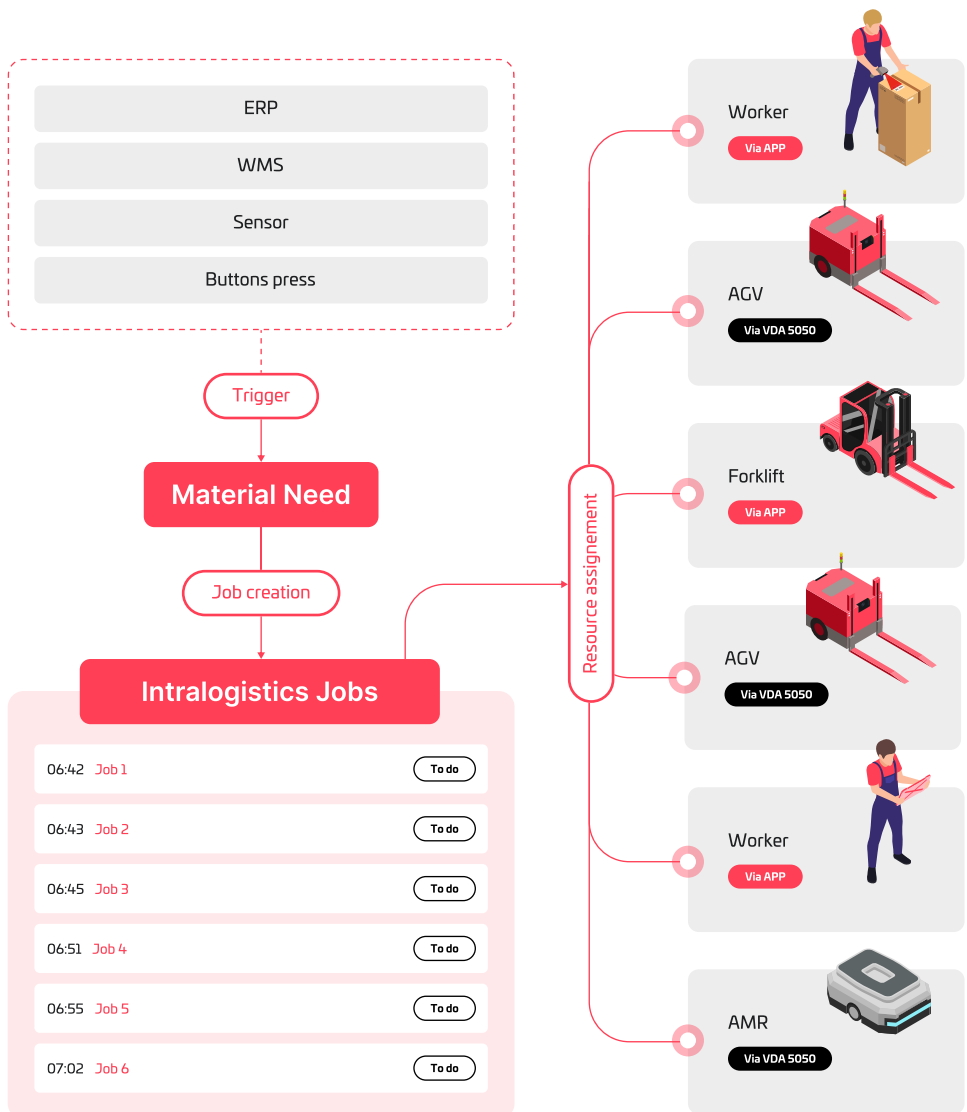 ERP
WMS
Sensor
Buttons press
Trigger
Material Need
Job creation
Intralogistics Jobs
06:42 Job 1 To do
06:43 Job 2 To do
06:45 Job 3 To do
06:51 Job 4 To do
06:55 Job 5 To do
07:02 Job 6 To do
Resource assignement
Worker
Via APP
AGV
Via VDA 5050
Forklift
Via APP
AGV
Via VDA 5050
Worker
Via APP
AMR
Via VDA 5050